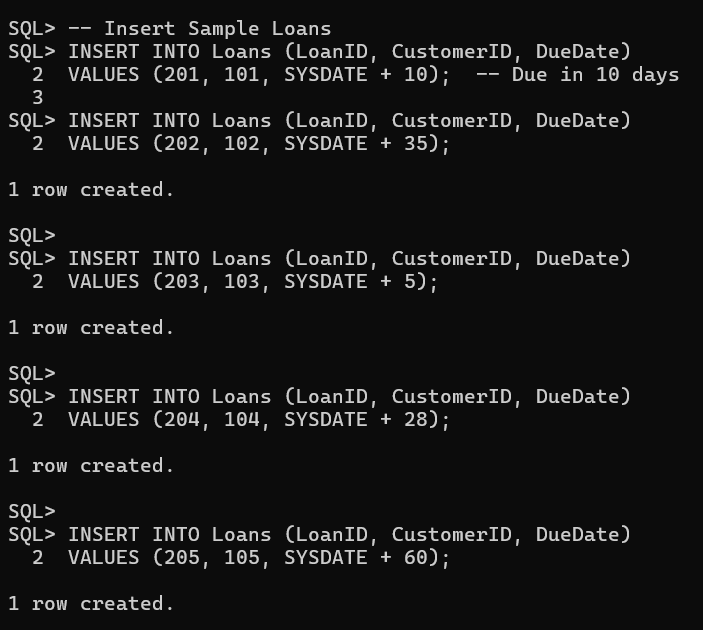 SQL> -- Insert Sample Loans
SQL> INSERT INTO Loans (LoanID, CustomerID, DueDate)
  2  VALUES (201, 101, SYSDATE + 10);  -- Due in 10 days
  3
SQL> INSERT INTO Loans (LoanID, CustomerID, DueDate)
  2  VALUES (202, 102, SYSDATE + 35);
1 row created.
SQL>
SQL> INSERT INTO Loans (LoanID, CustomerID, DueDate)
  2  VALUES (203, 103, SYSDATE + 5);
1 row created.
SQL>
SQL> INSERT INTO Loans (LoanID, CustomerID, DueDate)
  2  VALUES (204, 104, SYSDATE + 28);
1 row created.
SQL>
SQL> INSERT INTO Loans (LoanID, CustomerID, DueDate)
  2  VALUES (205, 105, SYSDATE + 60);
1 row created.